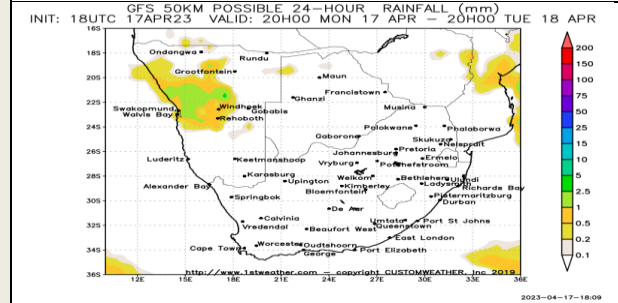 GFS 50KM POSSIBLE 24-HOUR RAINFALL (mm)
INIT: 18UTC 17APR23 VALID: 20H00 MON 17 APR – 20H00 TUE 18 APR
16S
Ondangwa
Rundu
Grootfontein
20S
Maun
Francistown
Ghanzi
22S
Musina
Swakopmund
Windhoek
Gobabis
Walvis Bay
Rehoboth
24S
Polokwane
Phalaborwa
Gaborone
Skukuza
Nelspruit
26S
Johannesburg
Pretoria
Luderitz
Keetmanshoop
Vryburg
Potchefstroom
Ermelo
Karasburg
Upington
Welkom
Bethlehem
Ulundi
28S
Alexander Bay
Kimberley
Ladysmith
Richards Bay
Bloemfontein
Springbok
Pietermaritzburg
30S
Durban
De Aar
Calvinia
Umtata
Port St Johns
32S
Vredendal
Beaufort West
Queenstown
East London
Cape Town
Worcester
Oudtshoorn
34S
George
Port Elizabeth
36S
http://www.1stweather.com – copyright CUSTOMWEATHER, Inc 2019
12E
15E
18E
21E
24E
27E
30E
33E
36E
200
150
100
75
50
25
15
10
5
2.5
1
0.5
0.2
0.1
2023-04-17-18:09